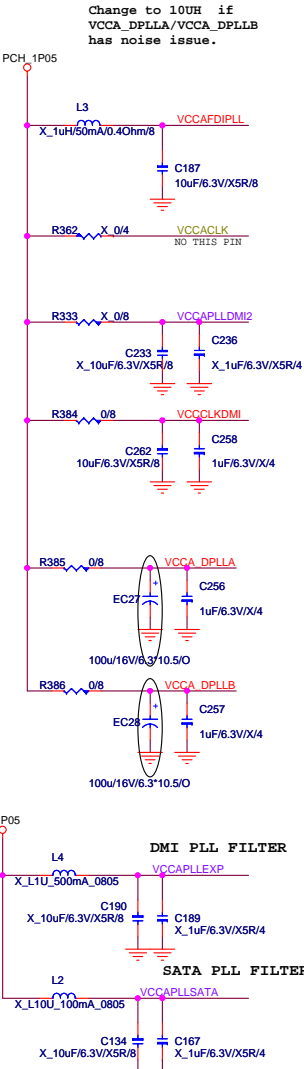 Change to 10UH if
VCCA_DPLLA/VCCA_DPLLB
has noise issue.
PCH_1P05
L3
VCCAFDIPLL
X_1uH/50mA/0.4Ohm/8
C187
10uF/6.3V/X5R/8
R362 X_0/4 VCCACLK
NO THIS PIN
R333 X_0/8 VCCAPLLDMI2
C236
C233 X_1uF/6.3V/X5R/4
X_10uF/6.3V/X5R/8
R384 0/8 VCCCLKDMI
C258
C262 1uF/6.3V/X/4
10uF/6.3V/X5R/8
R385 0/8 VCCA_DPLLA
+
C256
EC27
1uF/6.3V/X/4
100u/16V/6.3*10.5/O
R386 0/8 VCCA_DPLLB
+
C257
EC28
1uF/6.3V/X/4
100u/16V/6.3*10.5/O
P05
DMI PLL FILTER
L4
VCCAPLLEXP
X_L1U_500mA_0805
C190
X_10uF/6.3V/X5R/8
C189
X_1uF/6.3V/X5R/4
SATA PLL FILTER
L2
VCCAPLLSATA
X_L10U_100mA_0805
C134 C167
X_10uF/6.3V/X5R/8 X_1uF/6.3V/X5R/4